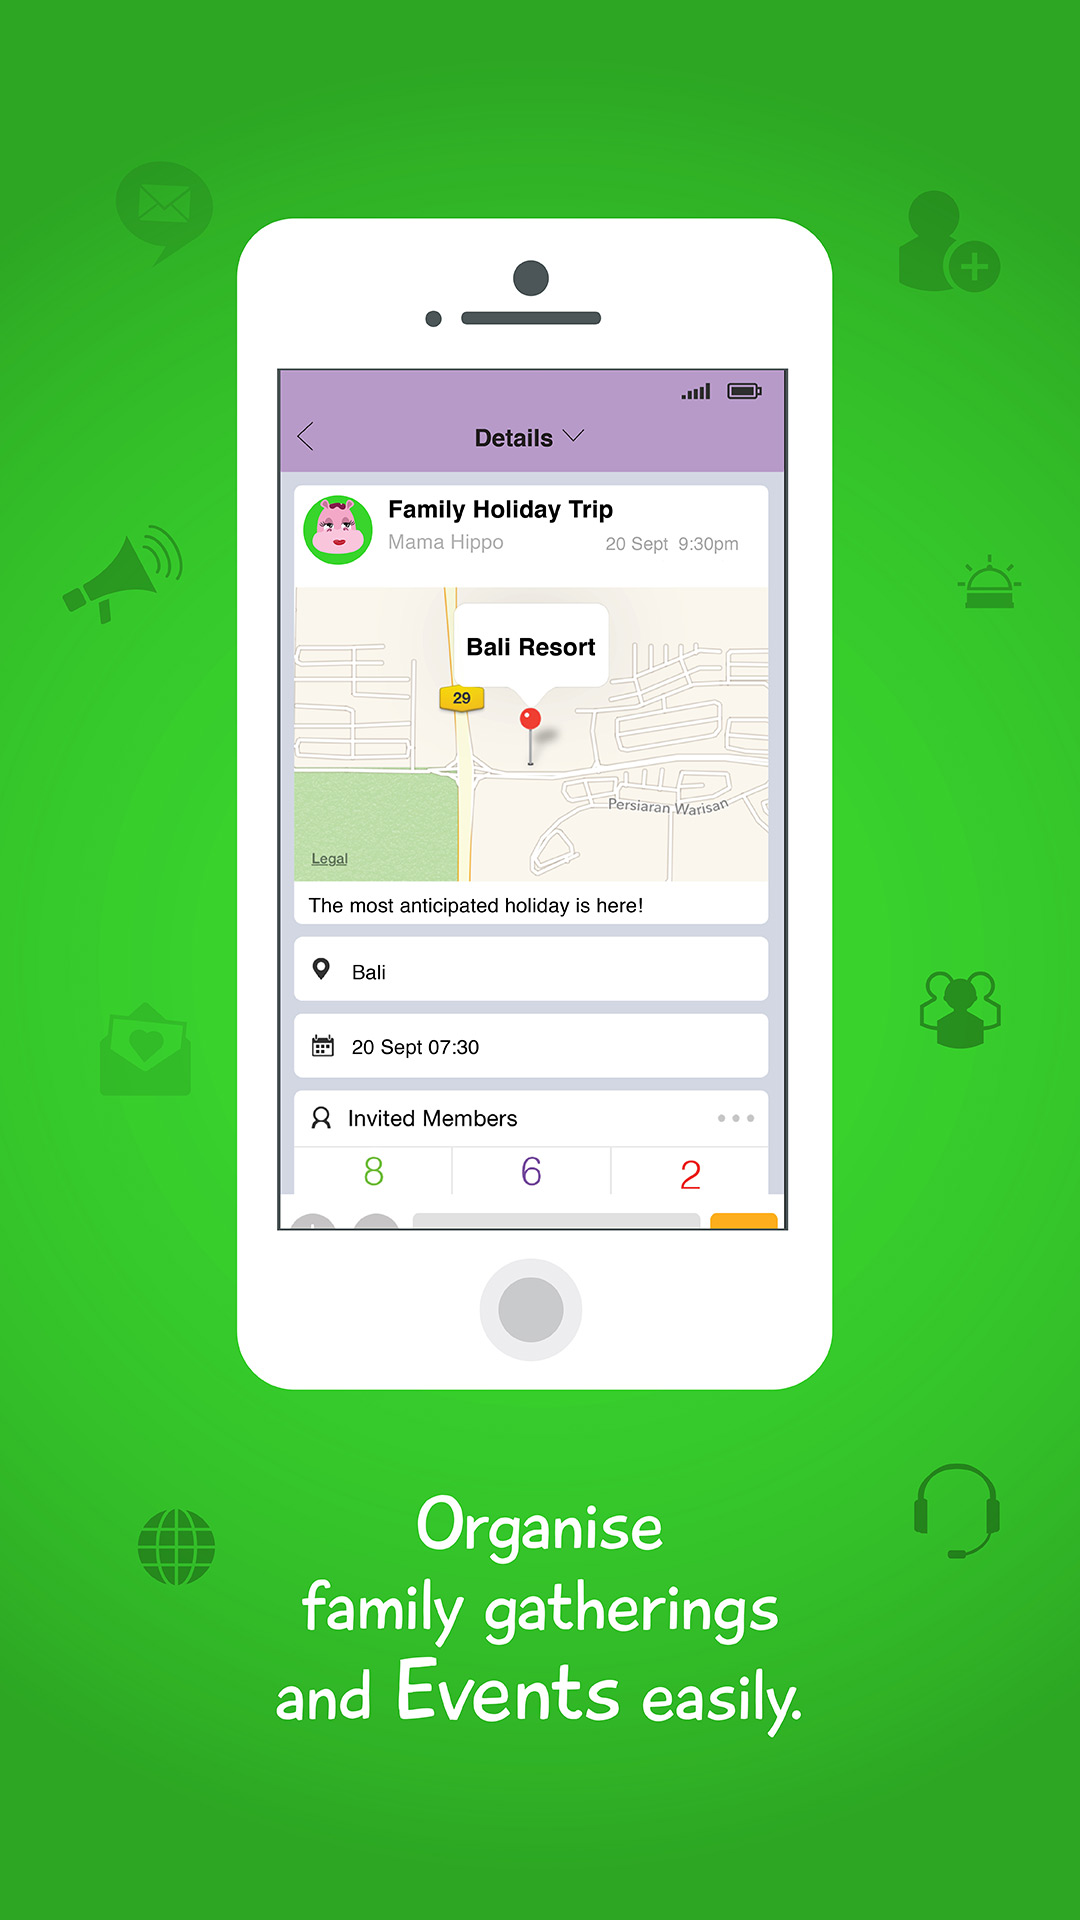 Details
Family Holiday Trip
Mama Hippo 20 Sept 9:30pm
Bali Resort
29
Persiaran Warisan
Legal
The most anticipated holiday is here!
Bali
20 Sept 07:30
Invited Members
8 6 2
Organise
family gatherings
and Events easily.